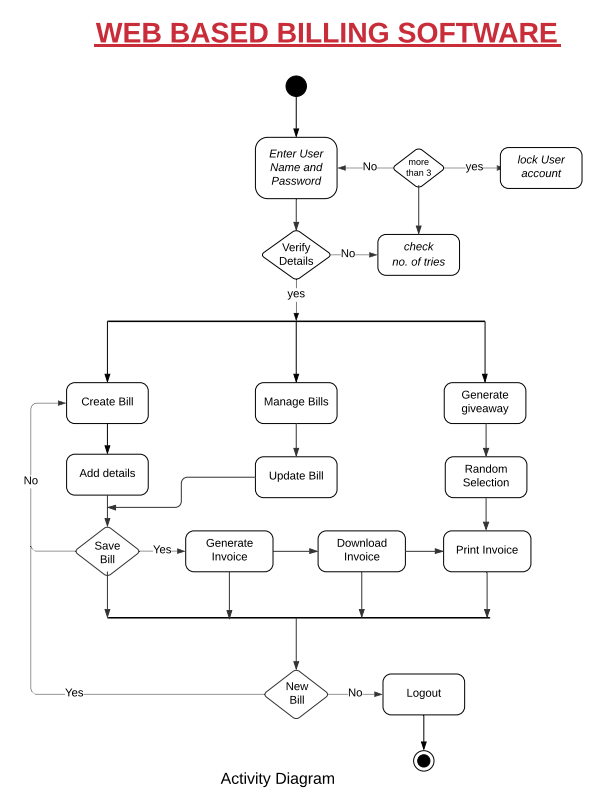 WEB BASED BILLING SOFTWARE
Enter User
Name and
Password
No
more
than 3
yes
lock User
account
Verify
Details
No
check
no. of tries
yes
Create Bill
Manage Bills
Generate
giveaway
Add details
Update Bill
Random
Selection
No
Save
Bill
Yes
Generate
Invoice
Download
Invoice
Print Invoice
Yes
New
Bill
No
Logout
Activity Diagram